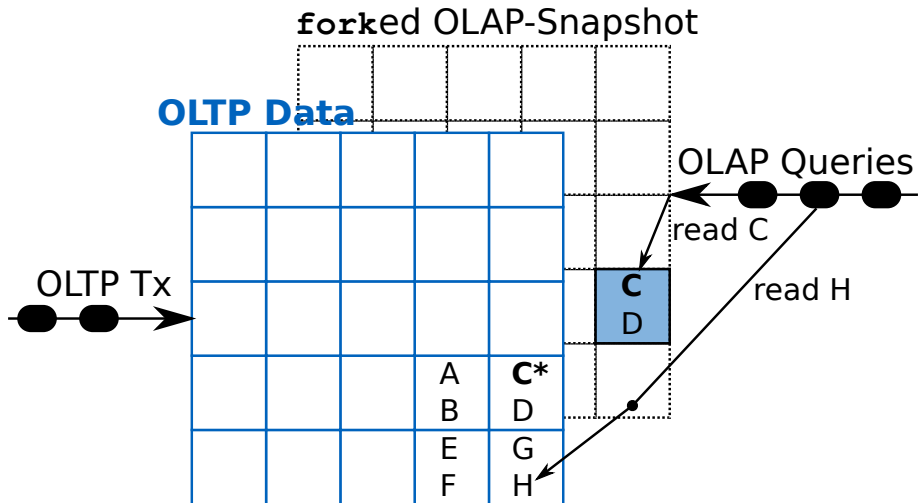 forked OLAP-Snapshot
OLTP Data
OLAP Queries
read C
OLTP Tx
read H
C
D
A
B
C*
D
E
F
G
H